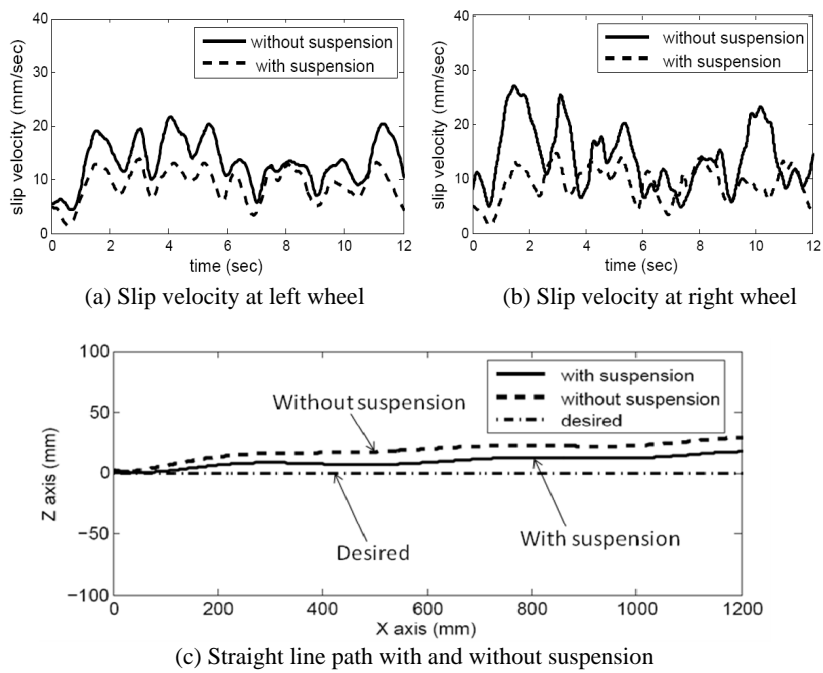 40
30
20
10
0
slip velocity (mm/sec)
without suspension
with suspension
0 2 4 6 8 10 12
time (sec)
(a) Slip velocity at left wheel
40
30
20
10
0
slip velocity (mm/sec)
without suspension
with suspension
0 2 4 6 8 10 12
time (sec)
(b) Slip velocity at right wheel
100
50
0
−50
−100
Z axis (mm)
with suspension
without suspension
desired
Without suspension
Desired
With suspension
0 200 400 600 800 1000 1200
X axis (mm)
(c) Straight line path with and without suspension